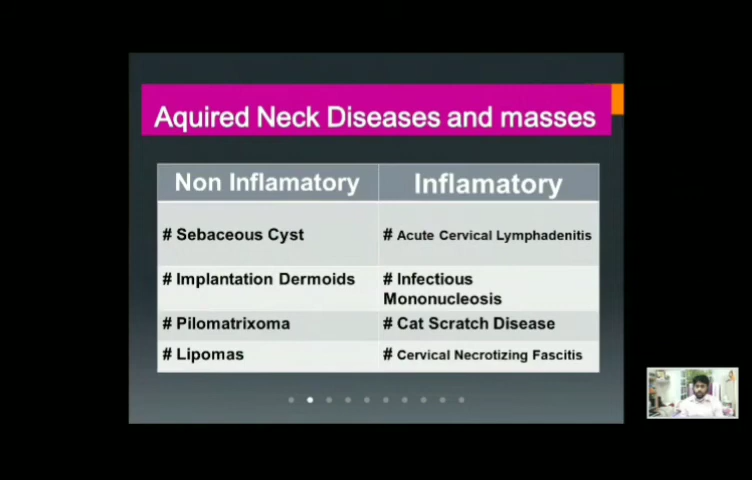 Aquired Neck Diseases and masses
Non Inflamatory
Inflamatory
# Sebaceous Cyst
# Acute Cervical Lymphadenitis
# Implantation Dermoids
# Infectious
Mononucleosis
# Pilomatrixoma
# Cat Scratch Disease
# Lipomas
# Cervical Necrotizing Fascitis